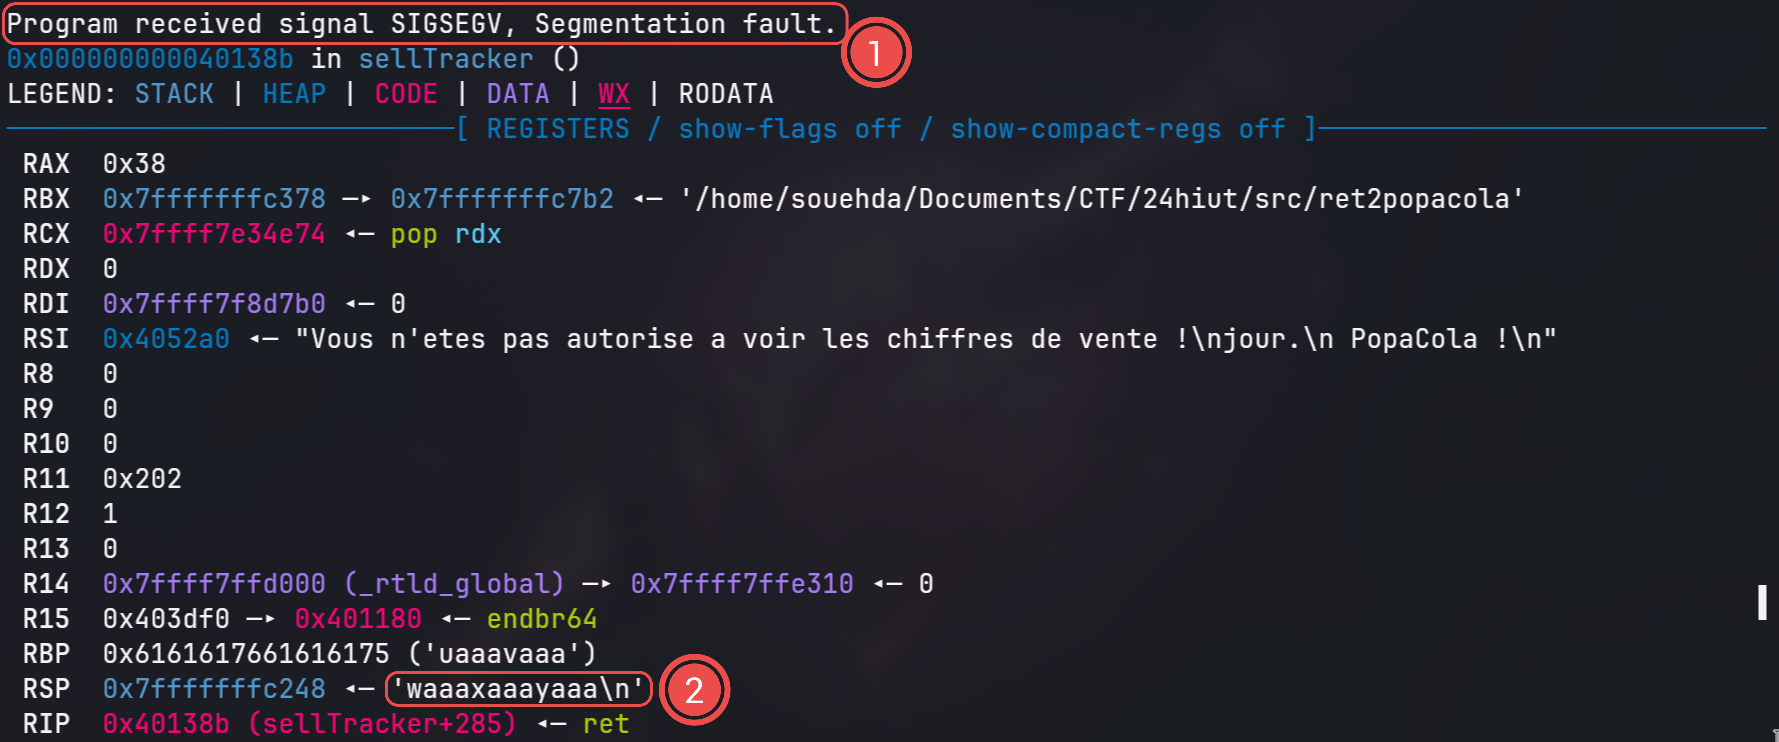 Program received signal SIGSEGV, Segmentation fault.
1
0x000000000040138b in sellTracker ()
LEGEND: STACK | HEAP | CODE | DATA | WX | RODATA
[ REGISTERS / show-flags off / show-compact-regs off ]
RAX 0x38
RBX 0x7fffffffc378 —▸ 0x7fffffffc7b2 ◂— '/home/souehda/Documents/CTF/24hiut/src/ret2popacola'
RCX 0x7ffff7e34e74 ◂— pop rdx
RDX 0
RDI 0x7ffff7f8d7b0 ◂— 0
RSI 0x4052a0 ◂— "Vous n'etes pas autorise a voir les chiffres de vente !\njour.\n PopaCola !\n"
R8 0
R9 0
R10 0
R11 0x202
R12 1
R13 0
R14 0x7ffff7ffd000 (_rtld_global) —▸ 0x7ffff7ffe310 ◂— 0
R15 0x403df0 —▸ 0x401180 ◂— endbr64
RBP 0x6161617661616175 ('uaaavaaa')
RSP 0x7fffffffc248 ◂— 'waaaxaaayaaa\n'
2
RIP 0x40138b (sellTracker+285) ◂— ret